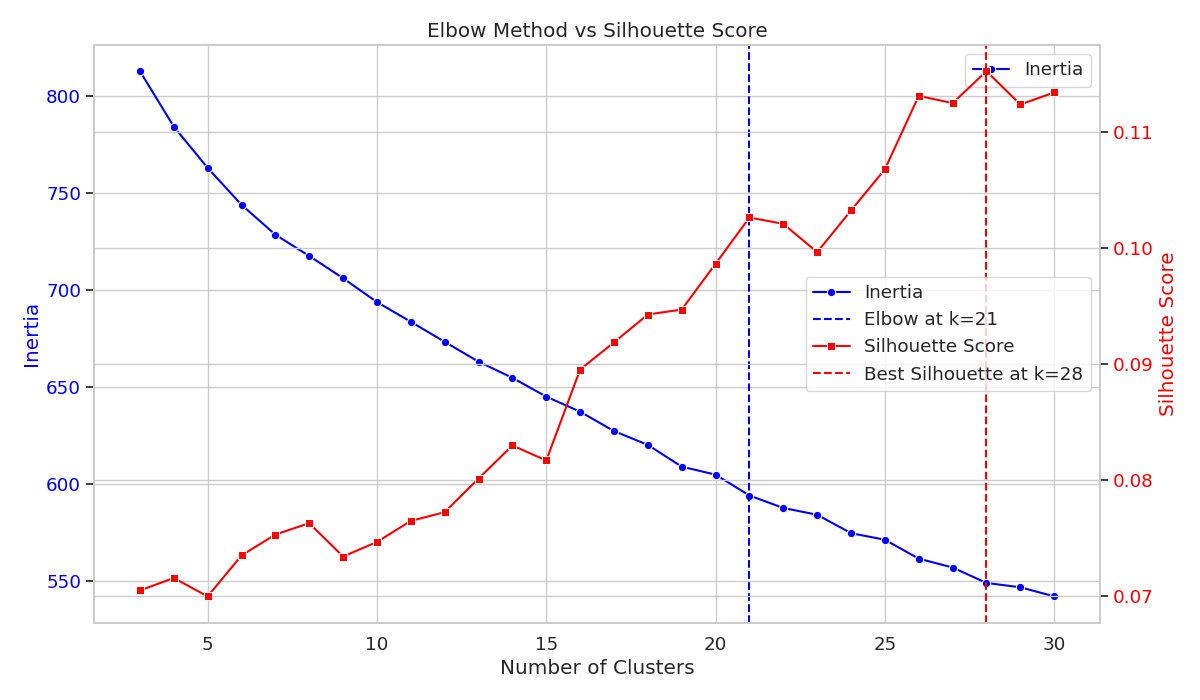 Elbow Method vs Silhouette Score
Inertia
800
750
700
650
600
550
Inertia
0.11
0.10
0.09
0.08
0.07
Silhouette Score
Inertia
Elbow at k=21
Silhouette Score
Best Silhouette at k=28
5 10 15 20 25 30
Number of Clusters